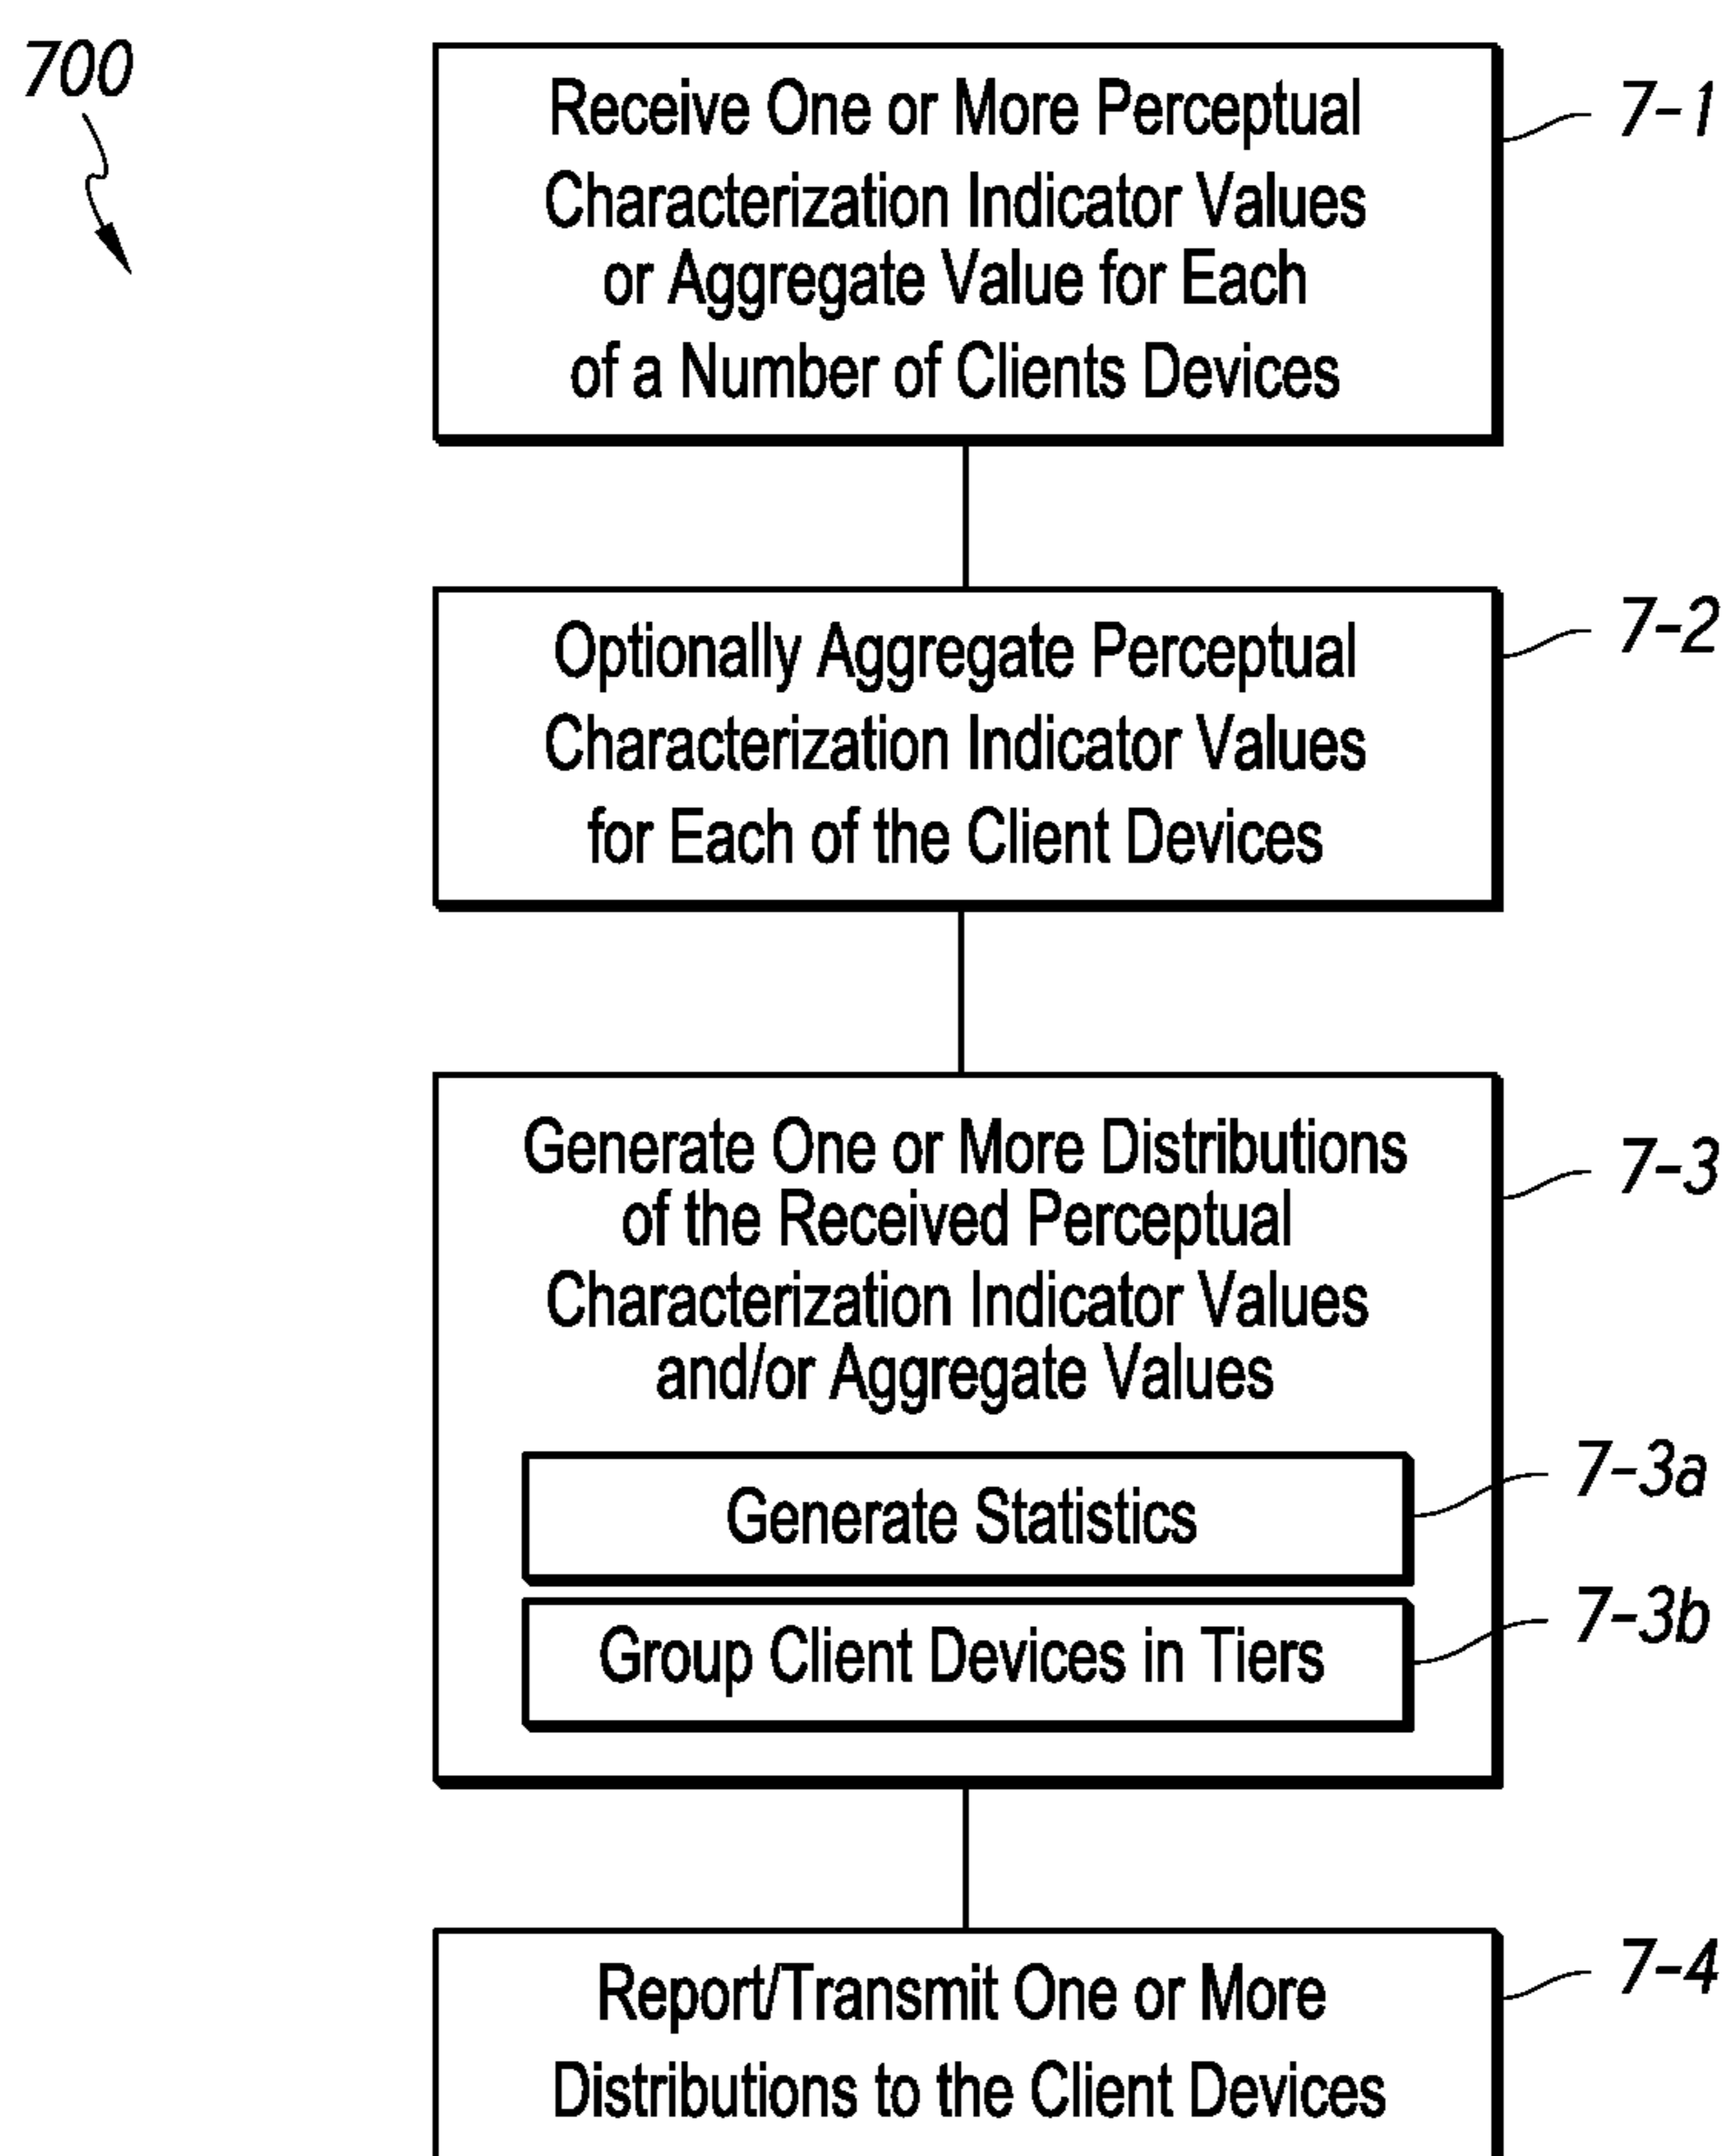 700
Receive One or More Perceptual
Characterization Indicator Values
or Aggregate Value for Each
of a Number of Clients Devices
7-1
Optionally Aggregate Perceptual
Characterization Indicator Values
for Each of the Client Devices
7-2
Generate One or More Distributions
of the Received Perceptual
Characterization Indicator Values
and/or Aggregate Values
7-3
Generate Statistics
7-3a
Group Client Devices in Tiers
7-3b
Report/Transmit One or More
Distributions to the Client Devices
7-4